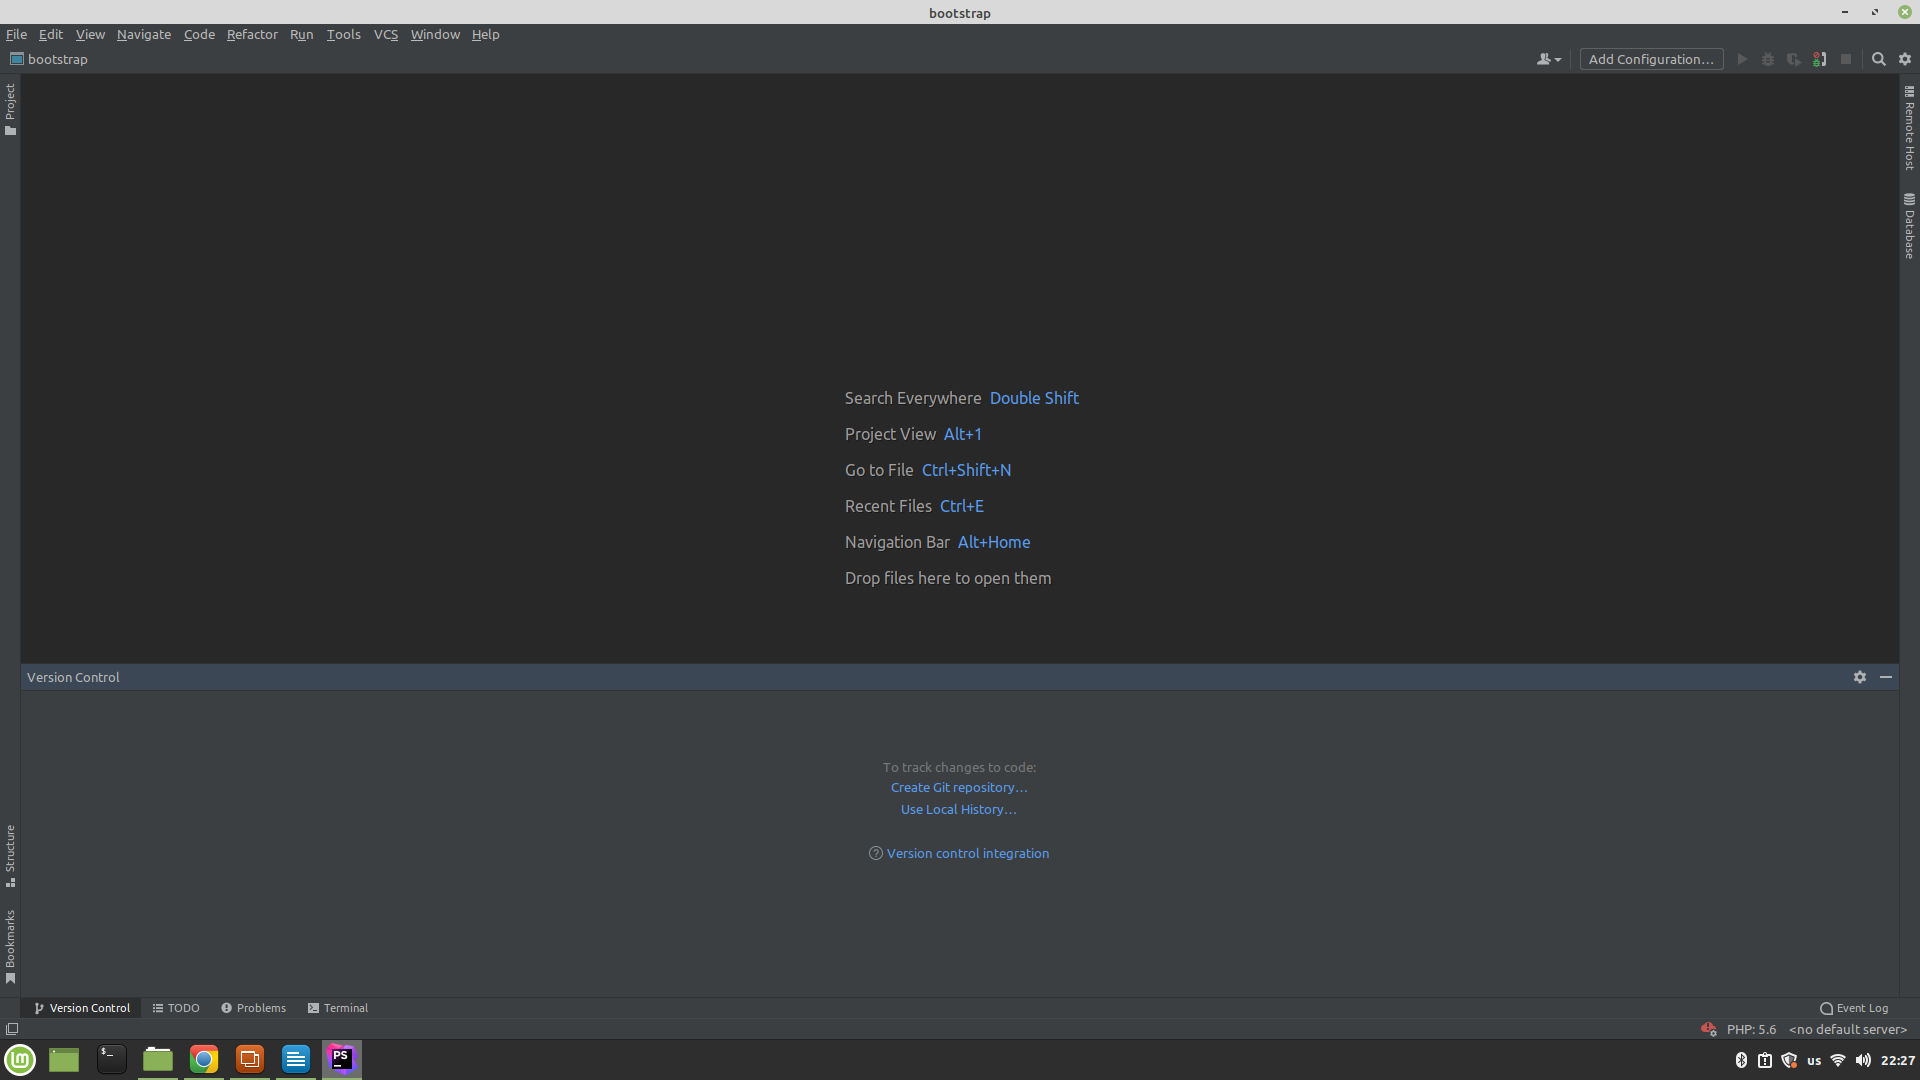 bootstrap
File Edit View Navigate Code Refactor Run Tools VCS Window Help
bootstrap
Add Configuration...
Project
Remote Host
Database
Search Everywhere Double Shift
Project View Alt+1
Go to File Ctrl+Shift+N
Recent Files Ctrl+E
Navigation Bar Alt+Home
Drop files here to open them
Version Control
To track changes to code:
Create Git repository...
Use Local History...
? Version control integration
Structure
Bookmarks
Version Control TODO Problems Terminal Event Log
PHP: 5.6 <no default server>
lm $_ PS us 22:27